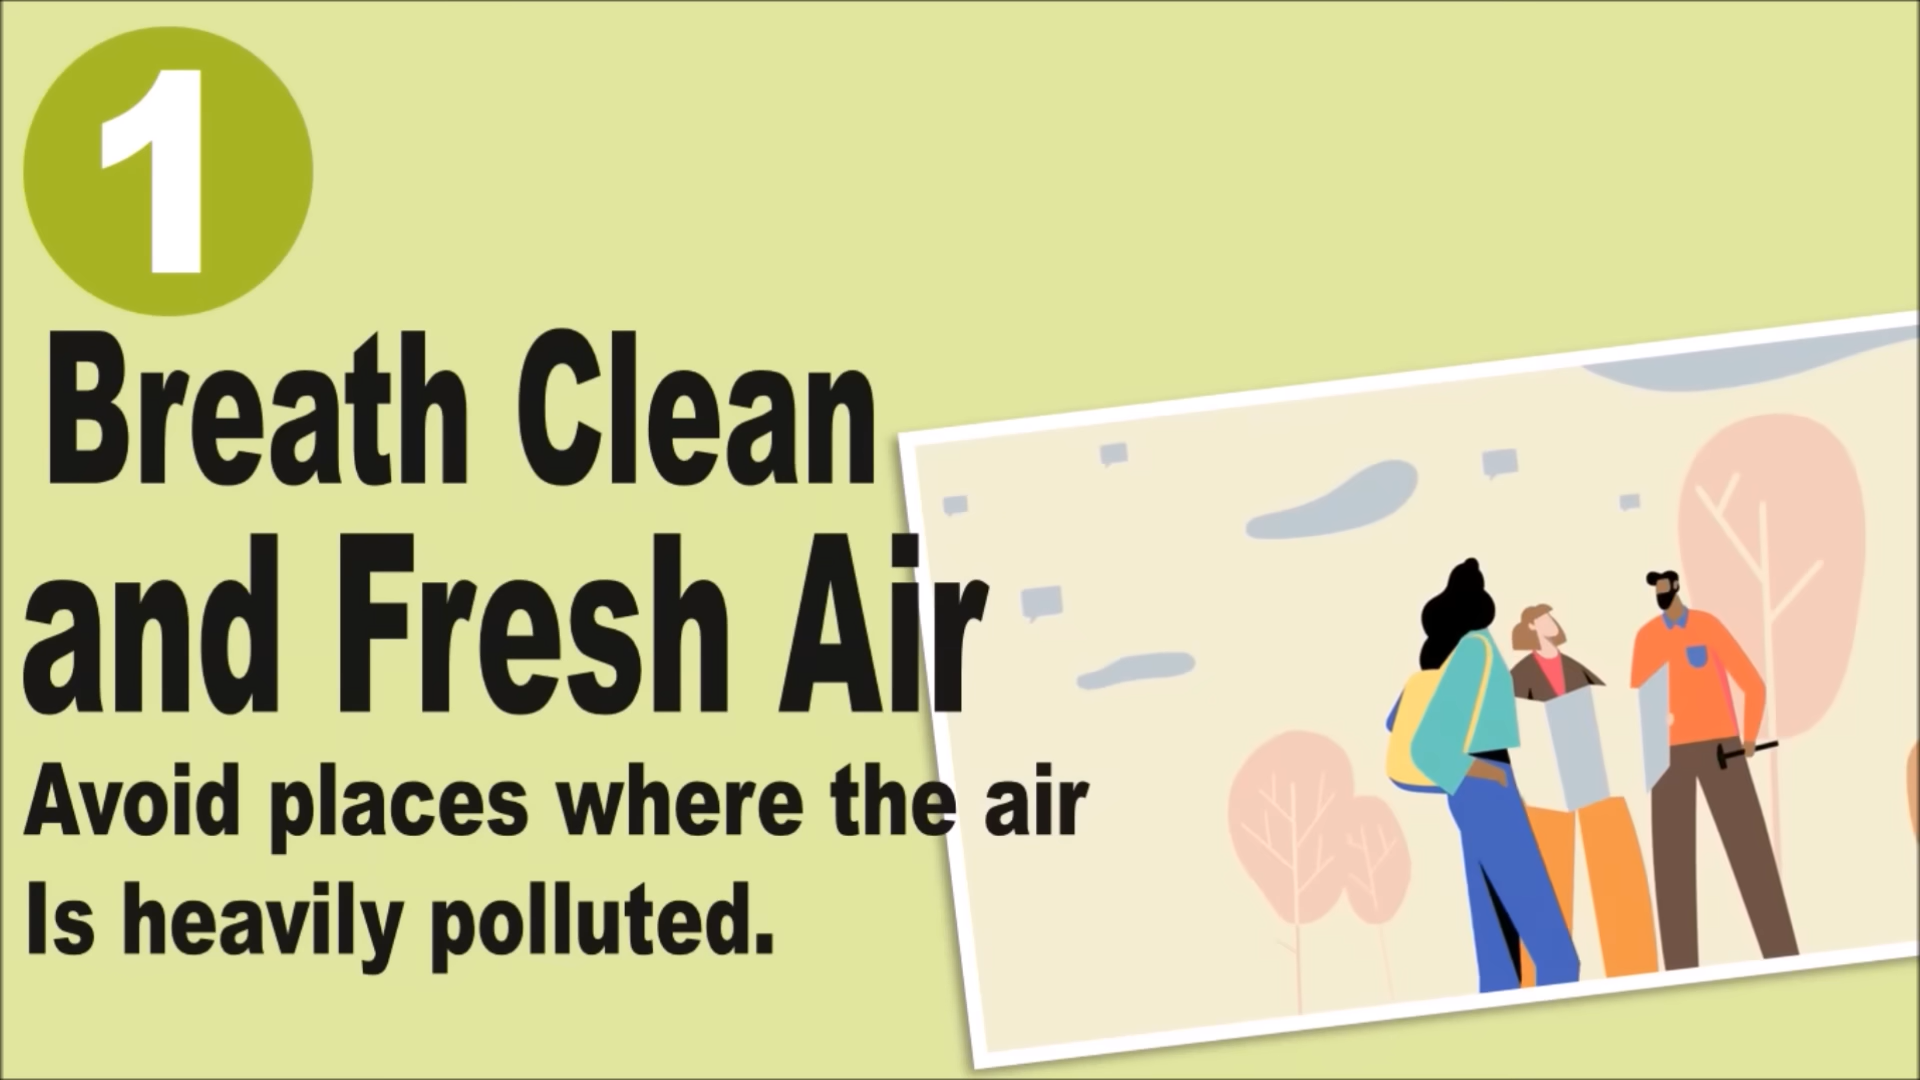 1
Breath Clean
and Fresh Air
Avoid places where the air
Is heavily polluted.